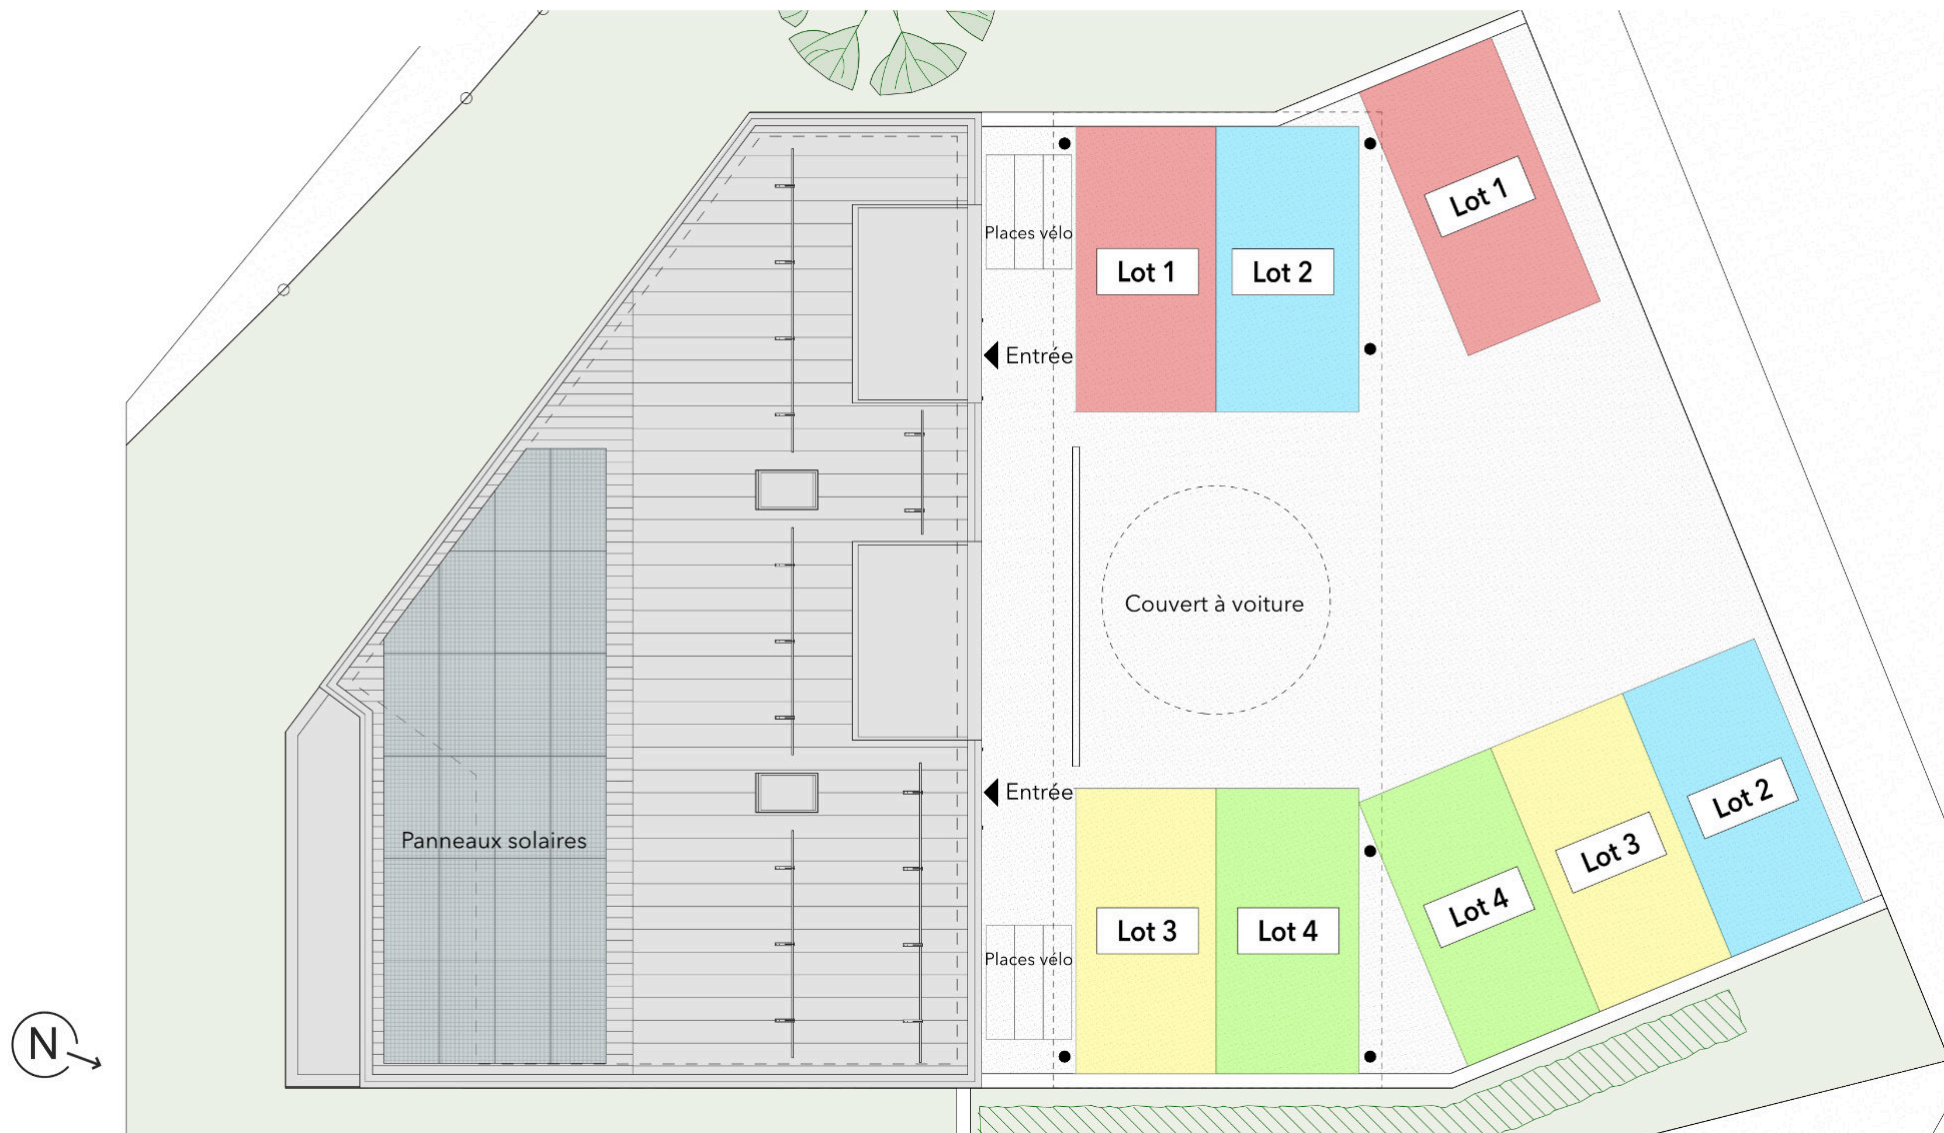 Lot 1
Places vélo
Lot 1
Lot 2
Entrée
Couvert à voiture
Entrée
Lot 2
Panneaux solaires
Lot 3
Lot 4
Lot 3
Lot 4
Places vélo
N